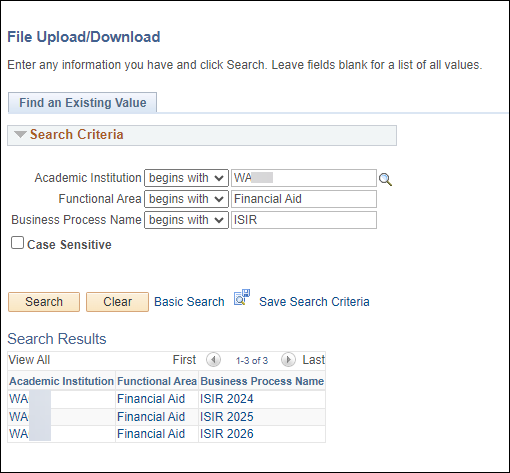 File Upload/Download
Enter any information you have and click Search. Leave fields blank for a list of all values.
Find an Existing Value
Search Criteria
Academic Institution begins with WA
Functional Area begins with Financial Aid
Business Process Name begins with ISIR
Case Sensitive
Search Clear Basic Search Save Search Criteria
Search Results
View All First 1-3 of 3 Last
Academic Institution Functional Area Business Process Name
WA Financial Aid ISIR 2024
WA Financial Aid ISIR 2025
WA Financial Aid ISIR 2026